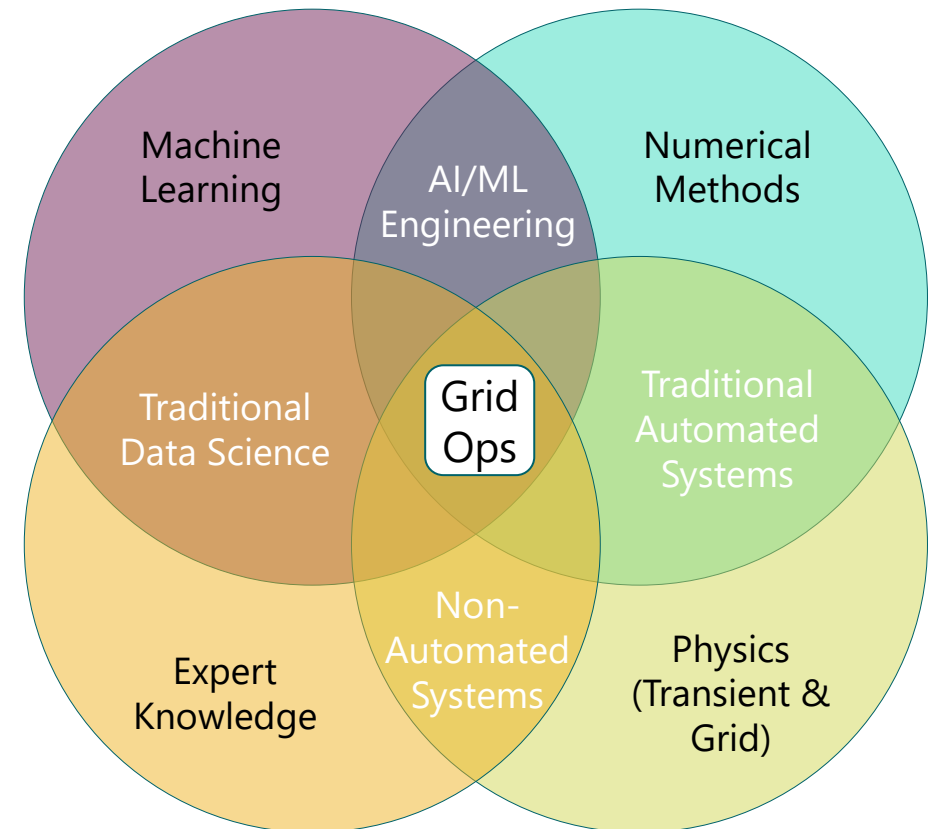 Machine
Learning
AI/ML
Engineering
Numerical
Methods
Traditional
Data Science
Grid
Ops
Traditional
Automated
Systems
Expert
Knowledge
Non-
Automated
Systems
Physics
(Transient &
Grid)